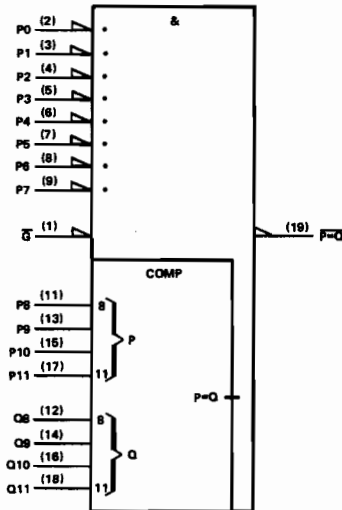 &
P0 (2)
P1 (3)
P2 (4)
P3 (5)
P4 (6)
P5 (7)
P6 (8)
P7 (9)
G̅ (1)
(19) P̅=̅Q̅
COMP
P8 (11) 8
P9 (13)
P
P10 (15)
P11 (17) 11
P=Q
Q8 (12) 8
Q9 (14)
Q
Q10 (16)
Q11 (18) 11